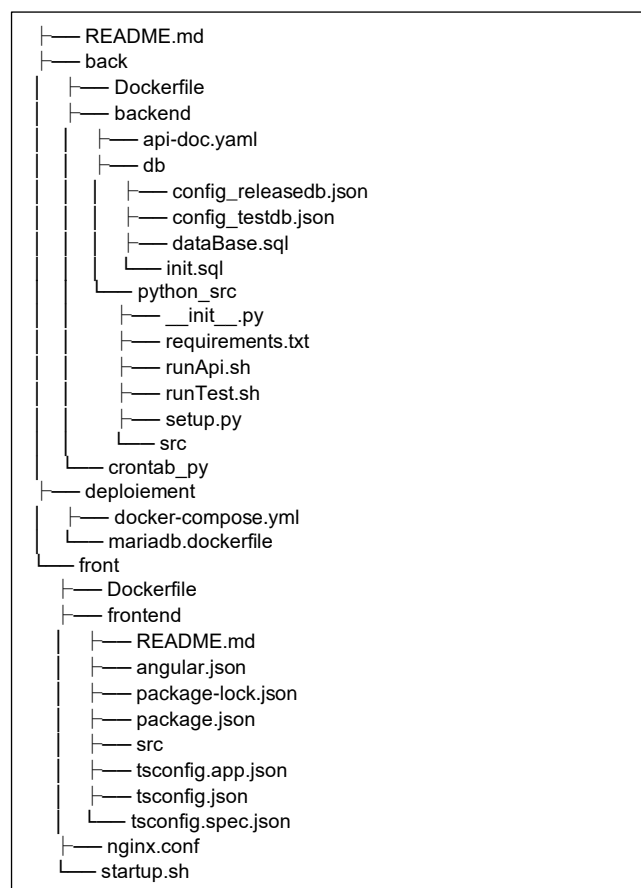 ├── README.md
├── back
│   ├── Dockerfile
│   ├── backend
│   │   ├── api-doc.yaml
│   │   ├── db
│   │   │   ├── config_releasedb.json
│   │   │   ├── config_testdb.json
│   │   │   ├── dataBase.sql
│   │   │   └── init.sql
│   │   └── python_src
│   │       ├── __init__.py
│   │       ├── requirements.txt
│   │       ├── runApi.sh
│   │       ├── runTest.sh
│   │       ├── setup.py
│   │       └── src
│   └── crontab_py
├── deploiement
│   ├── docker-compose.yml
│   └── mariadb.dockerfile
└── front
    ├── Dockerfile
    ├── frontend
    │   ├── README.md
    │   ├── angular.json
    │   ├── package-lock.json
    │   ├── package.json
    │   ├── src
    │   ├── tsconfig.app.json
    │   ├── tsconfig.json
    │   └── tsconfig.spec.json
    ├── nginx.conf
    └── startup.sh